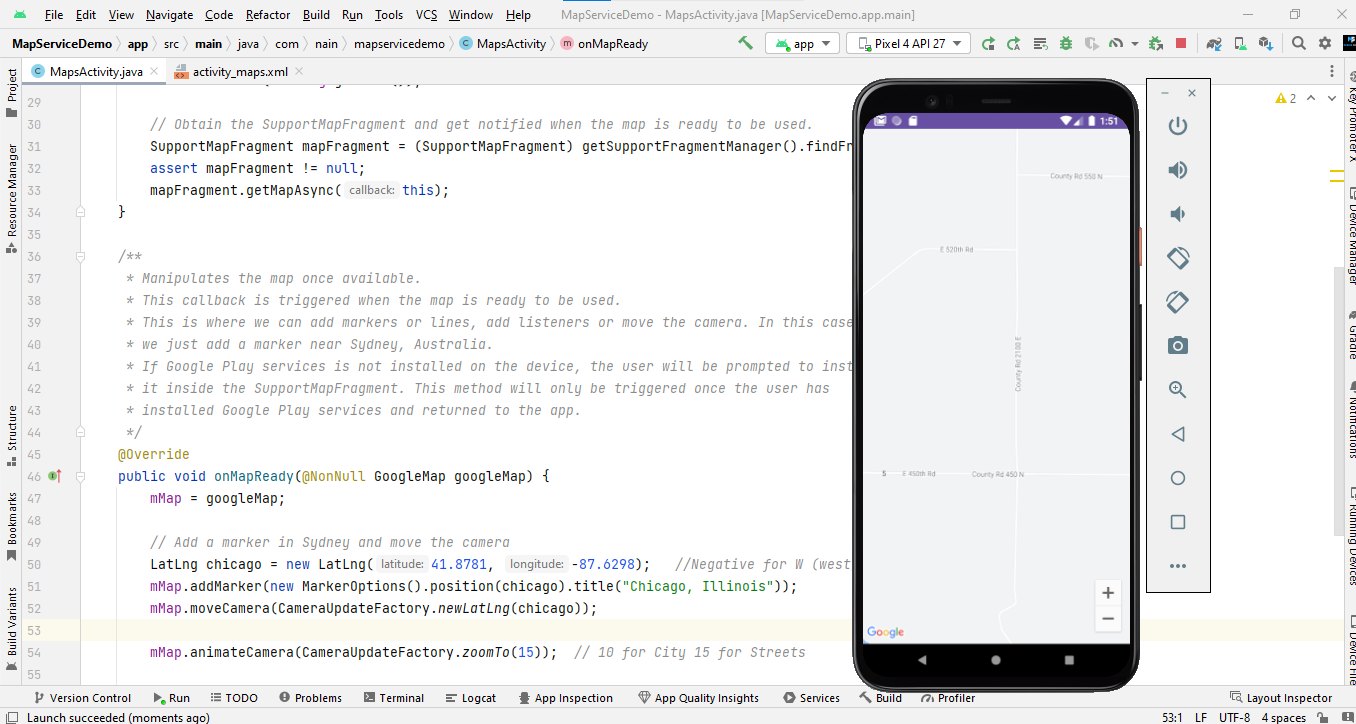 File Edit View Navigate Code Refactor Build Run Tools VCS Window Help MapServiceDemo - MapsActivity.java [MapServiceDemo.app.main]
MapServiceDemo app src main java com nain mapservicedemo C MapsActivity m onMapReady app Pixel 4 API 27
C MapsActivity.java activity_maps.xml
29
30 // Obtain the SupportMapFragment and get notified when the map is ready to be used.
31 SupportMapFragment mapFragment = (SupportMapFragment) getSupportFragmentManager().findFr
32 assert mapFragment != null;
33 mapFragment.getMapAsync( callback: this);
34 }
35
36 /**
37 * Manipulates the map once available.
38 * This callback is triggered when the map is ready to be used.
39 * This is where we can add markers or lines, add listeners or move the camera. In this case
40 * we just add a marker near Sydney, Australia.
41 * If Google Play services is not installed on the device, the user will be prompted to inst
42 * it inside the SupportMapFragment. This method will only be triggered once the user has
43 * installed Google Play services and returned to the app.
44 */
45 @Override
46 public void onMapReady(@NonNull GoogleMap googleMap) {
47 mMap = googleMap;
48
49 // Add a marker in Sydney and move the camera
50 LatLng chicago = new LatLng( latitude: 41.8781, longitude: -87.6298); //Negative for W (west
51 mMap.addMarker(new MarkerOptions().position(chicago).title("Chicago, Illinois"));
52 mMap.moveCamera(CameraUpdateFactory.newLatLng(chicago));
53
54 mMap.animateCamera(CameraUpdateFactory.zoomTo(15)); // 10 for City 15 for Streets
55
2
1:51
County Rd 550 N
E 520th Rd
County Rd 2100 E
5 E 450th Rd County Rd 450 N
+
−
Google
Project
Resource Manager
Structure
Bookmarks
Build Variants
Key Promoter X
Device Manager
Gradle
Notifications
Running Devices
Device File
Version Control Run TODO Problems Terminal Logcat App Inspection App Quality Insights Services Build Profiler Layout Inspector
Launch succeeded (moments ago) 53:1 LF UTF-8 4 spaces